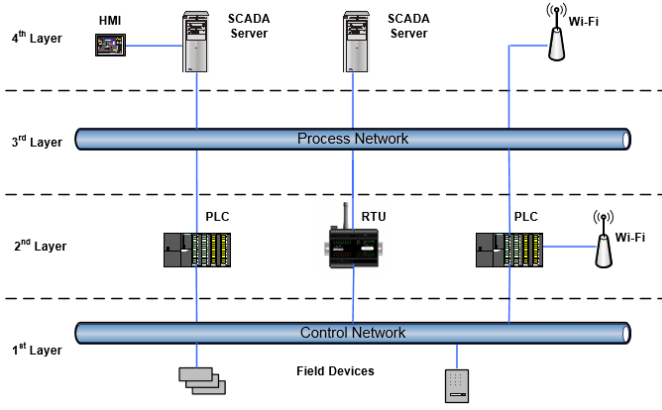 HMI
SCADA
Server
SCADA
Server
Wi-Fi
4th Layer
3rd Layer
Process Network
PLC
RTU
PLC
2nd Layer
Wi-Fi
Control Network
1st Layer
Field Devices